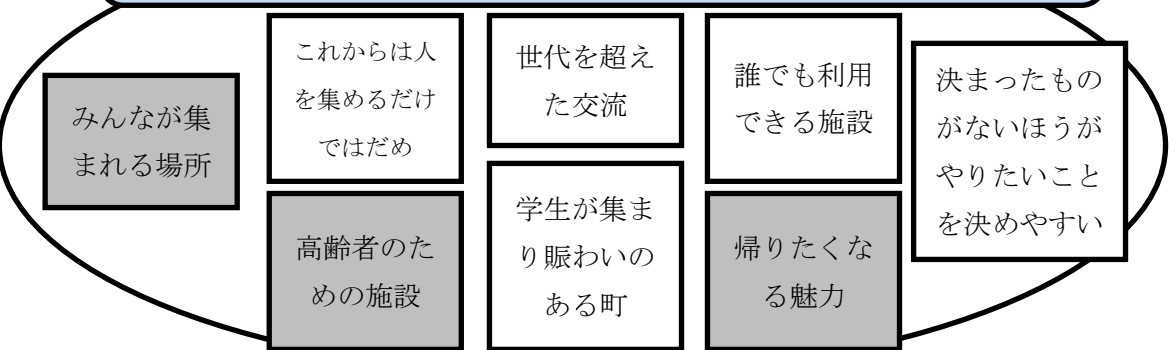 みんなが集
まれる場所
これからは人
を集めるだけ
ではだめ
高齢者のた
めの施設
世代を超え
た交流
学生が集ま
り賑わいの
ある町
誰でも利用
できる施設
帰りたくな
る魅力
決まったもの
がないほうが
やりたいこと
を決めやすい